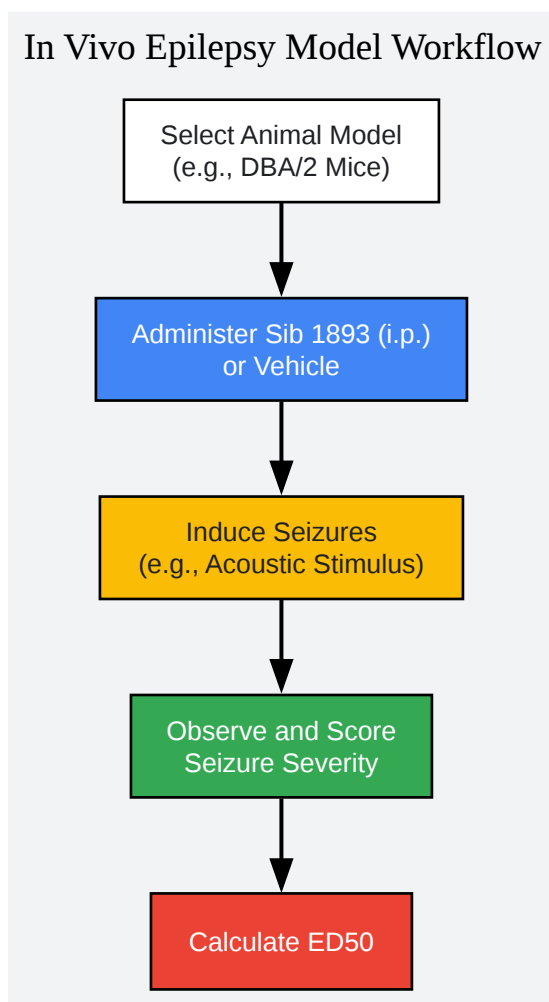 In Vivo Epilepsy Model Workflow
Select Animal Model
(e.g., DBA/2 Mice)
Administer Sib 1893 (i.p.)
or Vehicle
Induce Seizures
(e.g., Acoustic Stimulus)
Observe and Score
Seizure Severity
Calculate ED50